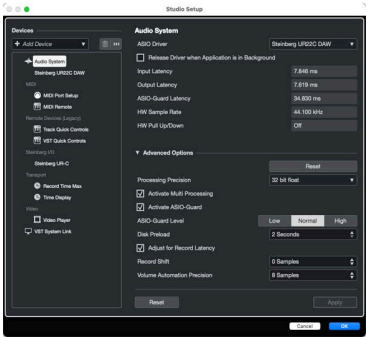 Studio Setup
Devices
+ Add Device
Audio System
Steinberg UR22C DAW
MIDI
MIDI Port Setup
MIDI Remote
Remote Devices (Legacy)
Track Quick Controls
VST Quick Controls
Steinberg I/O
Steinberg UR-C
Transport
Record Time Max
Time Display
Video
Video Player
VST System Link
Audio System
ASIO Driver Steinberg UR22C DAW
Release Driver when Application is in Background
Input Latency 7.846 ms
Output Latency 7.619 ms
ASIO-Guard Latency 34.830 ms
HW Sample Rate 44.100 kHz
HW Pull Up/Down Off
Advanced Options
Reset
Processing Precision 32 bit float
Activate Multi Processing
Activate ASIO-Guard
ASIO-Guard Level Low Normal High
Disk Preload 2 Seconds
Adjust for Record Latency
Record Shift 0 Samples
Volume Automation Precision 8 Samples
Reset Apply
Cancel OK